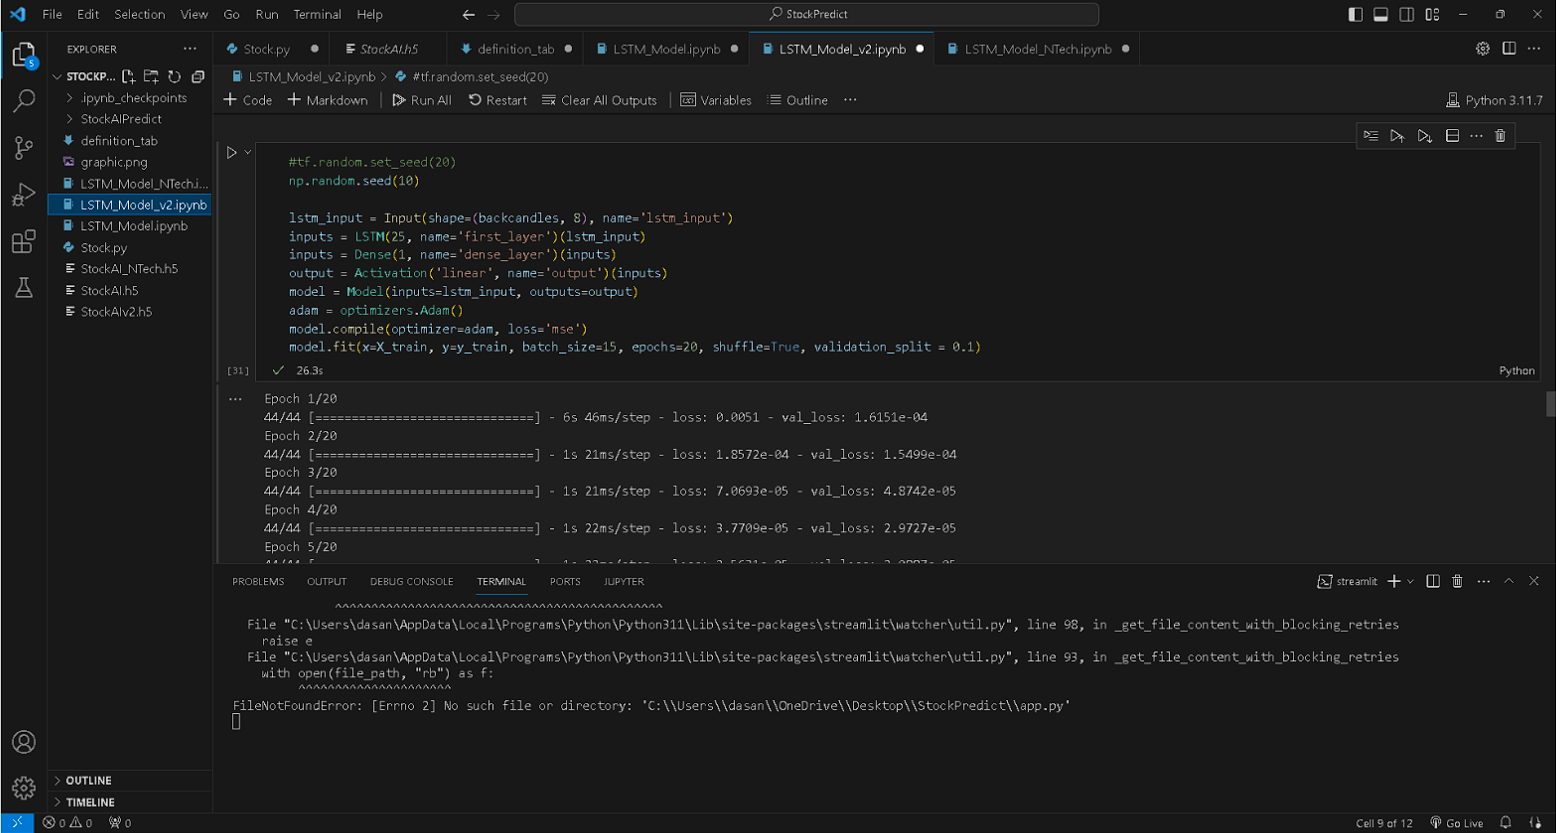 File Edit Selection View Go Run Terminal Help StockPredict
EXPLORER
Stock.py StockAI.h5 definition_tab LSTM_Model.ipynb LSTM_Model_v2.ipynb LSTM_Model_NTech.ipynb
STOCKP...
LSTM_Model_v2.ipynb > #tf.random.set_seed(20)
.ipynb_checkpoints
StockAIPredict
definition_tab
graphic.png
LSTM_Model_NTech.i...
LSTM_Model_v2.ipynb
LSTM_Model.ipynb
Stock.py
StockAI_NTech.h5
StockAI.h5
StockAIv2.h5
OUTLINE
TIMELINE
5
Code Markdown Run All Restart Clear All Outputs Variables Outline ... Python 3.11.7
#tf.random.set_seed(20)
np.random.seed(10)
lstm_input = Input(shape=(backcandles, 8), name='lstm_input')
inputs = LSTM(25, name='first_layer')(lstm_input)
inputs = Dense(1, name='dense_layer')(inputs)
output = Activation('linear', name='output')(inputs)
model = Model(inputs=lstm_input, outputs=output)
adam = optimizers.Adam()
model.compile(optimizer=adam, loss='mse')
model.fit(x=X_train, y=y_train, batch_size=15, epochs=20, shuffle=True, validation_split = 0.1)
[31] 26.3s Python
Epoch 1/20
44/44 [==============================] - 6s 46ms/step - loss: 0.0051 - val_loss: 1.6151e-04
Epoch 2/20
44/44 [==============================] - 1s 21ms/step - loss: 1.8572e-04 - val_loss: 1.5499e-04
Epoch 3/20
44/44 [==============================] - 1s 21ms/step - loss: 7.0693e-05 - val_loss: 4.8742e-05
Epoch 4/20
44/44 [==============================] - 1s 22ms/step - loss: 3.7709e-05 - val_loss: 2.9727e-05
Epoch 5/20
PROBLEMS OUTPUT DEBUG CONSOLE TERMINAL PORTS JUPYTER streamlit
^^^^^^^^^^^^^^^^^^^^^^^^^^^^^^^^^^^^^^^^^^^^^
File "C:\Users\dasan\AppData\Local\Programs\Python\Python311\Lib\site-packages\streamlit\watcher\util.py", line 98, in _get_file_content_with_blocking_retries
raise e
File "C:\Users\dasan\AppData\Local\Programs\Python\Python311\Lib\site-packages\streamlit\watcher\util.py", line 93, in _get_file_content_with_blocking_retries
with open(file_path, "rb") as f:
^^^^^^^^^^^^^^^^^^^^^
FileNotFoundError: [Errno 2] No such file or directory: 'C:\\Users\\dasan\\OneDrive\\Desktop\\StockPredict\\app.py'
0 0 0 Cell 9 of 12 Go Live